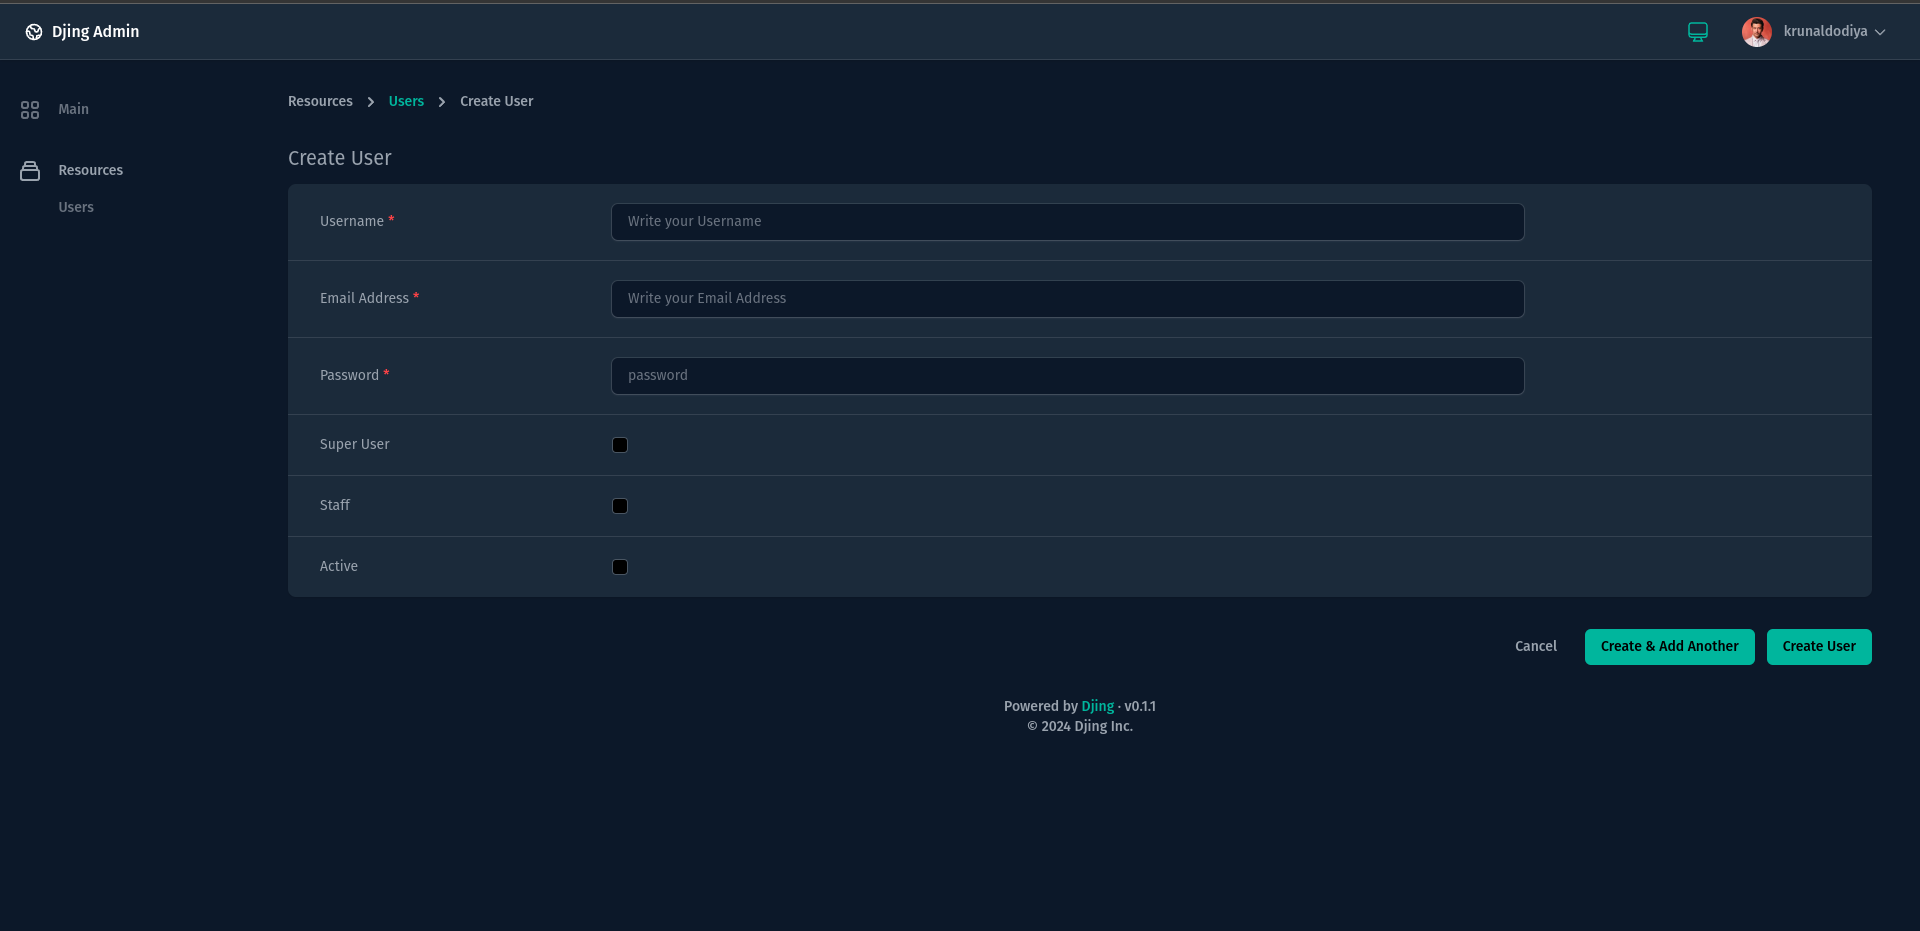 Djing Admin
krunaldodiya
Main
Resources
Users
Resources > Users > Create User
Create User
Username *
Write your Username
Email Address *
Write your Email Address
Password *
password
Super User
Staff
Active
Cancel
Create & Add Another
Create User
Powered by Djing · v0.1.1
© 2024 Djing Inc.